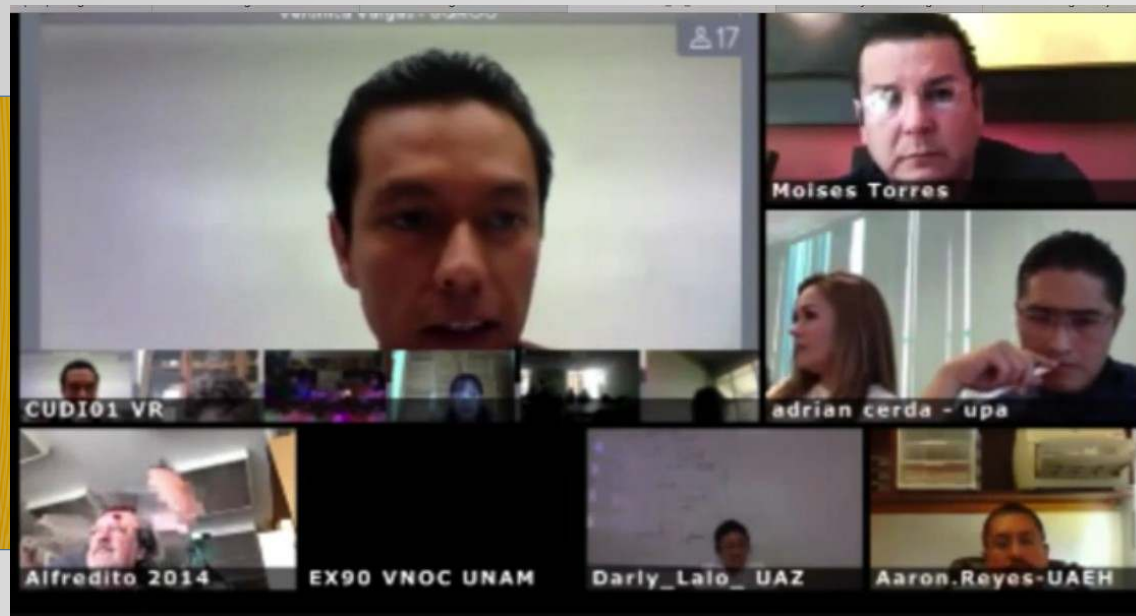 17
Moises Torres
CUDI01 VR
adrian cerda - upa
Alfredito 2014
EX90 VNOC UNAM
Darly_Lalo_ UAZ
Aaron.Reyes-UAEH